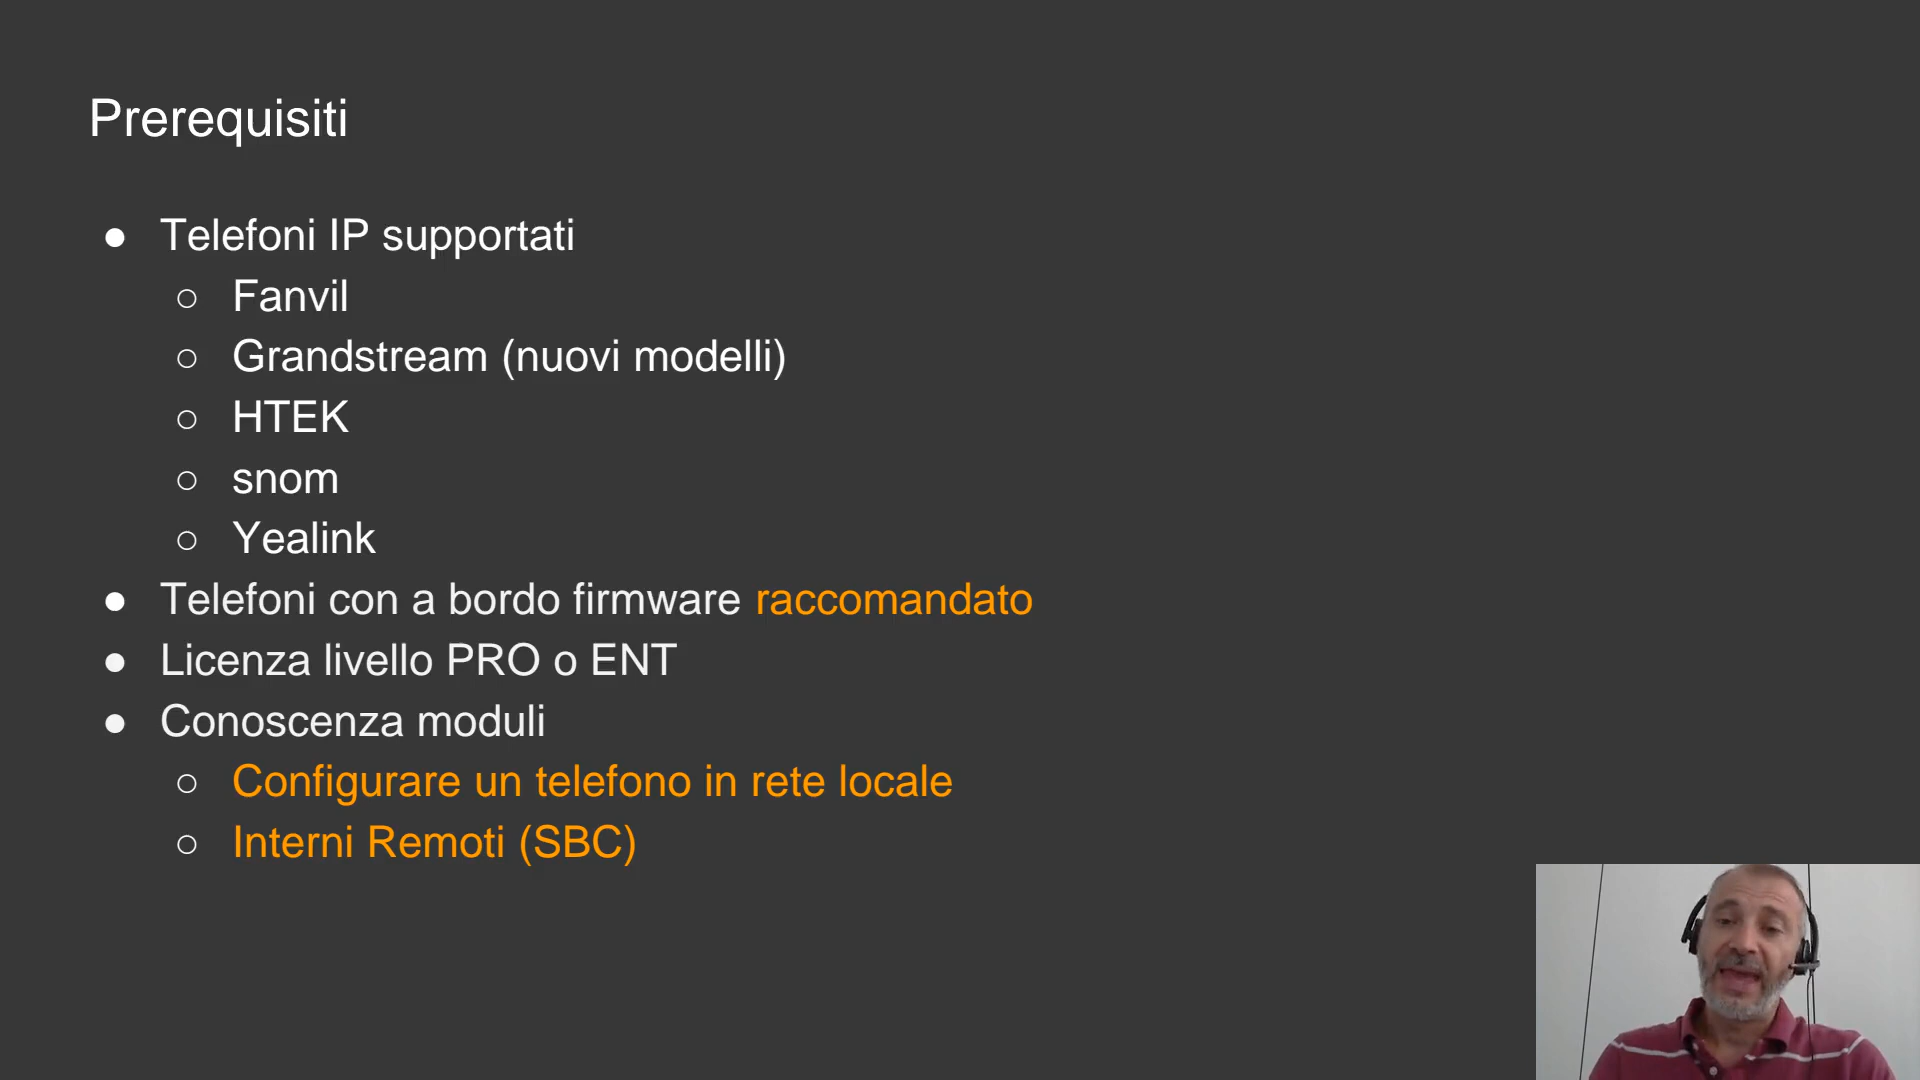 Prerequisiti
● Telefoni IP supportati
○ Fanvil
○ Grandstream (nuovi modelli)
○ HTEK
○ snom
○ Yealink
● Telefoni con a bordo firmware raccomandato
● Licenza livello PRO o ENT
● Conoscenza moduli
○ Configurare un telefono in rete locale
○ Interni Remoti (SBC)